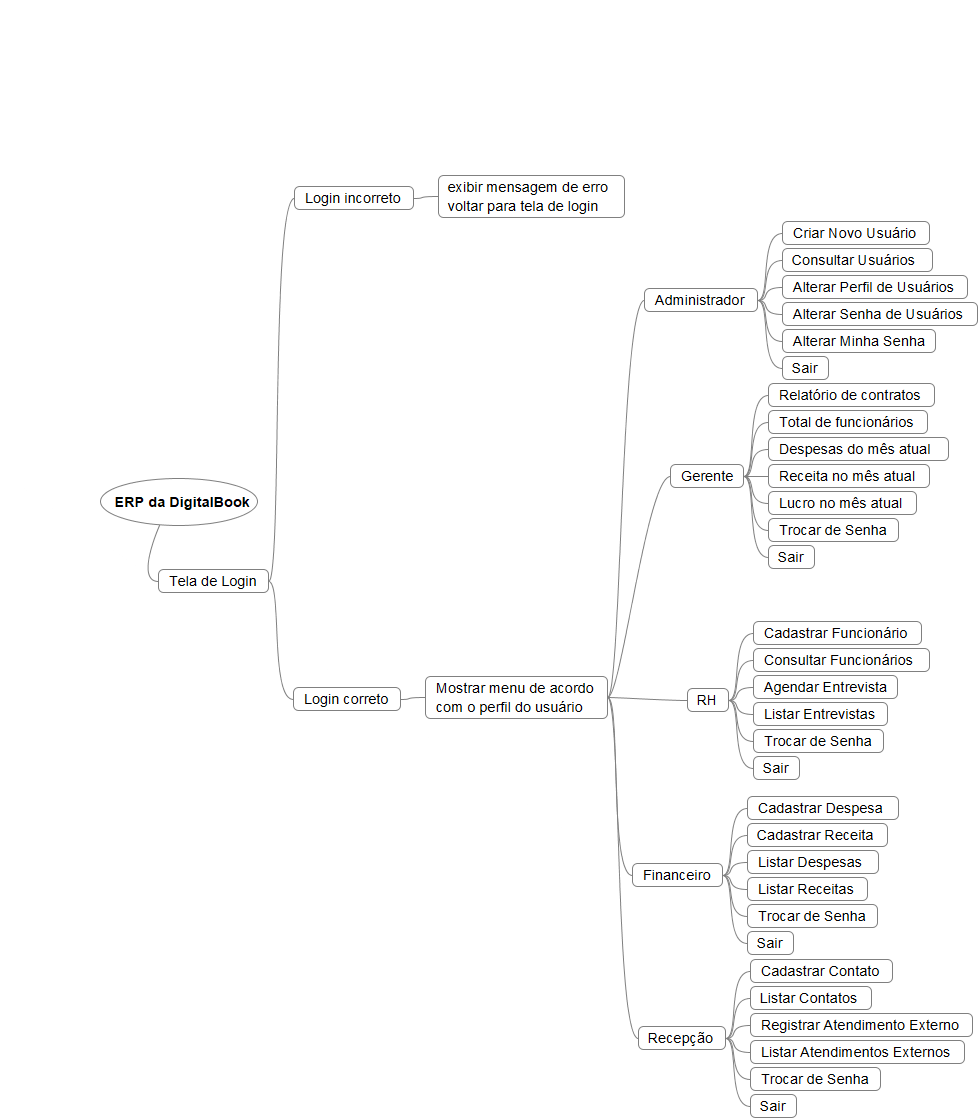 ERP da DigitalBook
Tela de Login
Login incorreto
exibir mensagem de erro
voltar para tela de login
Login correto
Mostrar menu de acordo
com o perfil do usuário
Administrador
Criar Novo Usuário
Consultar Usuários
Alterar Perfil de Usuários
Alterar Senha de Usuários
Alterar Minha Senha
Sair
Gerente
Relatório de contratos
Total de funcionários
Despesas do mês atual
Receita no mês atual
Lucro no mês atual
Trocar de Senha
Sair
RH
Cadastrar Funcionário
Consultar Funcionários
Agendar Entrevista
Listar Entrevistas
Trocar de Senha
Sair
Financeiro
Cadastrar Despesa
Cadastrar Receita
Listar Despesas
Listar Receitas
Trocar de Senha
Sair
Recepção
Cadastrar Contato
Listar Contatos
Registrar Atendimento Externo
Listar Atendimentos Externos
Trocar de Senha
Sair